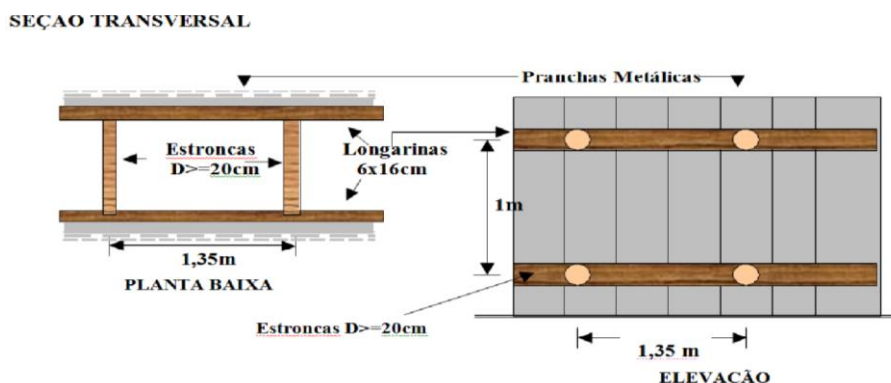 SEÇAO TRANSVERSAL
Pranchas Metálicas
Estroncas
D>=20cm
Longarinas
6x16cm
1m
1,35m
PLANTA BAIXA
Estroncas D>=20cm
1,35 m
ELEVAÇÃO